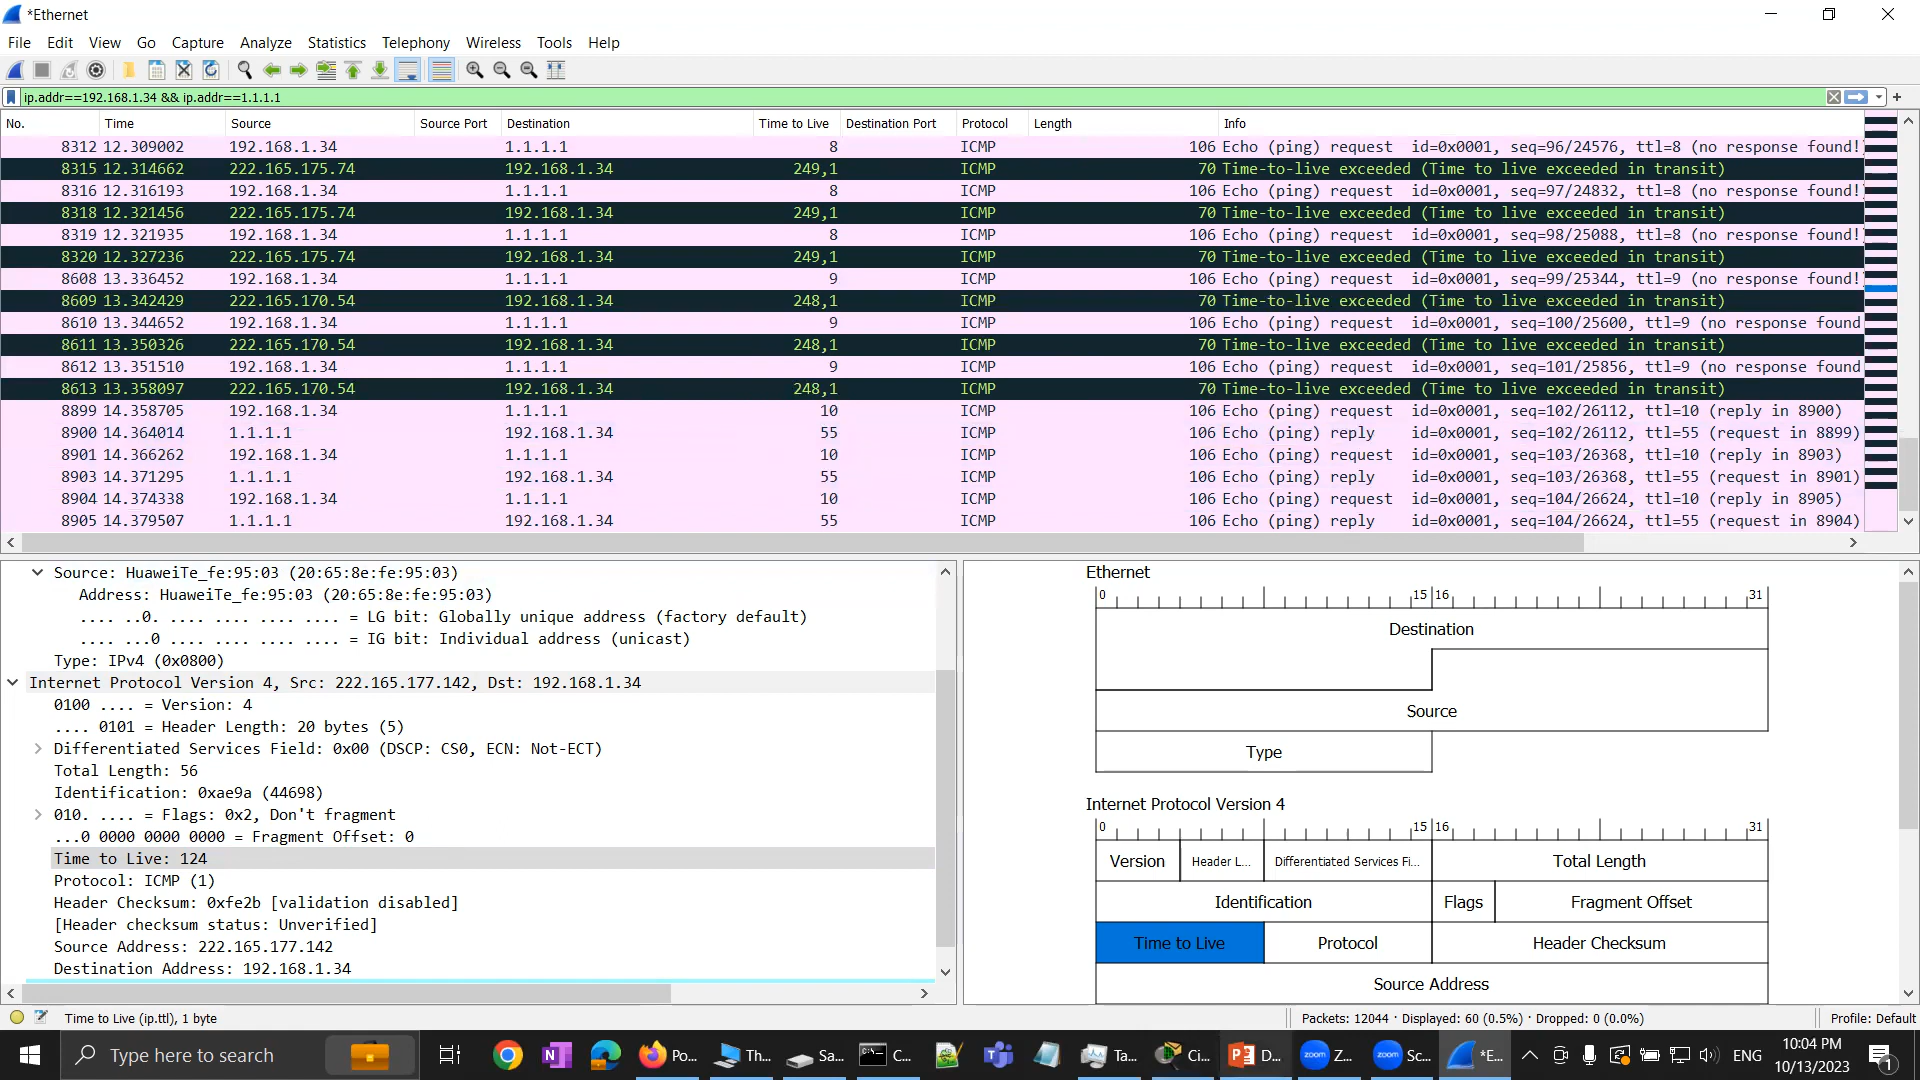 *Ethernet
File Edit View Go Capture Analyze Statistics Telephony Wireless Tools Help
ip.addr==192.168.1.34 && ip.addr==1.1.1.1
No. Time Source Source Port Destination Time to Live Destination Port Protocol Length Info
8312 12.309002 192.168.1.34 1.1.1.1 8 ICMP 106 Echo (ping) request id=0x0001, seq=96/24576, ttl=8 (no response found!
8315 12.314662 222.165.175.74 192.168.1.34 249,1 ICMP 70 Time-to-live exceeded (Time to live exceeded in transit)
8316 12.316193 192.168.1.34 1.1.1.1 8 ICMP 106 Echo (ping) request id=0x0001, seq=97/24832, ttl=8 (no response found!
8318 12.321456 222.165.175.74 192.168.1.34 249,1 ICMP 70 Time-to-live exceeded (Time to live exceeded in transit)
8319 12.321935 192.168.1.34 1.1.1.1 8 ICMP 106 Echo (ping) request id=0x0001, seq=98/25088, ttl=8 (no response found!
8320 12.327236 222.165.175.74 192.168.1.34 249,1 ICMP 70 Time-to-live exceeded (Time to live exceeded in transit)
8608 13.336452 192.168.1.34 1.1.1.1 9 ICMP 106 Echo (ping) request id=0x0001, seq=99/25344, ttl=9 (no response found!
8609 13.342429 222.165.170.54 192.168.1.34 248,1 ICMP 70 Time-to-live exceeded (Time to live exceeded in transit)
8610 13.344652 192.168.1.34 1.1.1.1 9 ICMP 106 Echo (ping) request id=0x0001, seq=100/25600, ttl=9 (no response found
8611 13.350326 222.165.170.54 192.168.1.34 248,1 ICMP 70 Time-to-live exceeded (Time to live exceeded in transit)
8612 13.351510 192.168.1.34 1.1.1.1 9 ICMP 106 Echo (ping) request id=0x0001, seq=101/25856, ttl=9 (no response found
8613 13.358097 222.165.170.54 192.168.1.34 248,1 ICMP 70 Time-to-live exceeded (Time to live exceeded in transit)
8899 14.358705 192.168.1.34 1.1.1.1 10 ICMP 106 Echo (ping) request id=0x0001, seq=102/26112, ttl=10 (reply in 8900)
8900 14.364014 1.1.1.1 192.168.1.34 55 ICMP 106 Echo (ping) reply id=0x0001, seq=102/26112, ttl=55 (request in 8899)
8901 14.366262 192.168.1.34 1.1.1.1 10 ICMP 106 Echo (ping) request id=0x0001, seq=103/26368, ttl=10 (reply in 8903)
8903 14.371295 1.1.1.1 192.168.1.34 55 ICMP 106 Echo (ping) reply id=0x0001, seq=103/26368, ttl=55 (request in 8901)
8904 14.374338 192.168.1.34 1.1.1.1 10 ICMP 106 Echo (ping) request id=0x0001, seq=104/26624, ttl=10 (reply in 8905)
8905 14.379507 1.1.1.1 192.168.1.34 55 ICMP 106 Echo (ping) reply id=0x0001, seq=104/26624, ttl=55 (request in 8904)
Source: HuaweiTe_fe:95:03 (20:65:8e:fe:95:03)
Address: HuaweiTe_fe:95:03 (20:65:8e:fe:95:03)
.... ..0. .... .... .... .... = LG bit: Globally unique address (factory default)
.... ...0 .... .... .... .... = IG bit: Individual address (unicast)
Type: IPv4 (0x0800)
Internet Protocol Version 4, Src: 222.165.177.142, Dst: 192.168.1.34
0100 .... = Version: 4
.... 0101 = Header Length: 20 bytes (5)
Differentiated Services Field: 0x00 (DSCP: CS0, ECN: Not-ECT)
Total Length: 56
Identification: 0xae9a (44698)
010. .... = Flags: 0x2, Don't fragment
...0 0000 0000 0000 = Fragment Offset: 0
Time to Live: 124
Protocol: ICMP (1)
Header Checksum: 0xfe2b [validation disabled]
[Header checksum status: Unverified]
Source Address: 222.165.177.142
Destination Address: 192.168.1.34
Ethernet
0 15 16 31
Destination
Source
Type
Internet Protocol Version 4
0 15 16 31
Version Header L... Differentiated Services Fi... Total Length
Identification Flags Fragment Offset
Time to Live Protocol Header Checksum
Source Address
Time to Live (ip.ttl), 1 byte
Packets: 12044 · Displayed: 60 (0.5%) · Dropped: 0 (0.0%)
Profile: Default
Type here to search
Po... Th... Sa... C... Ta... Ci... D... Z... Sc... *E...
ENG
10:04 PM
10/13/2023
1